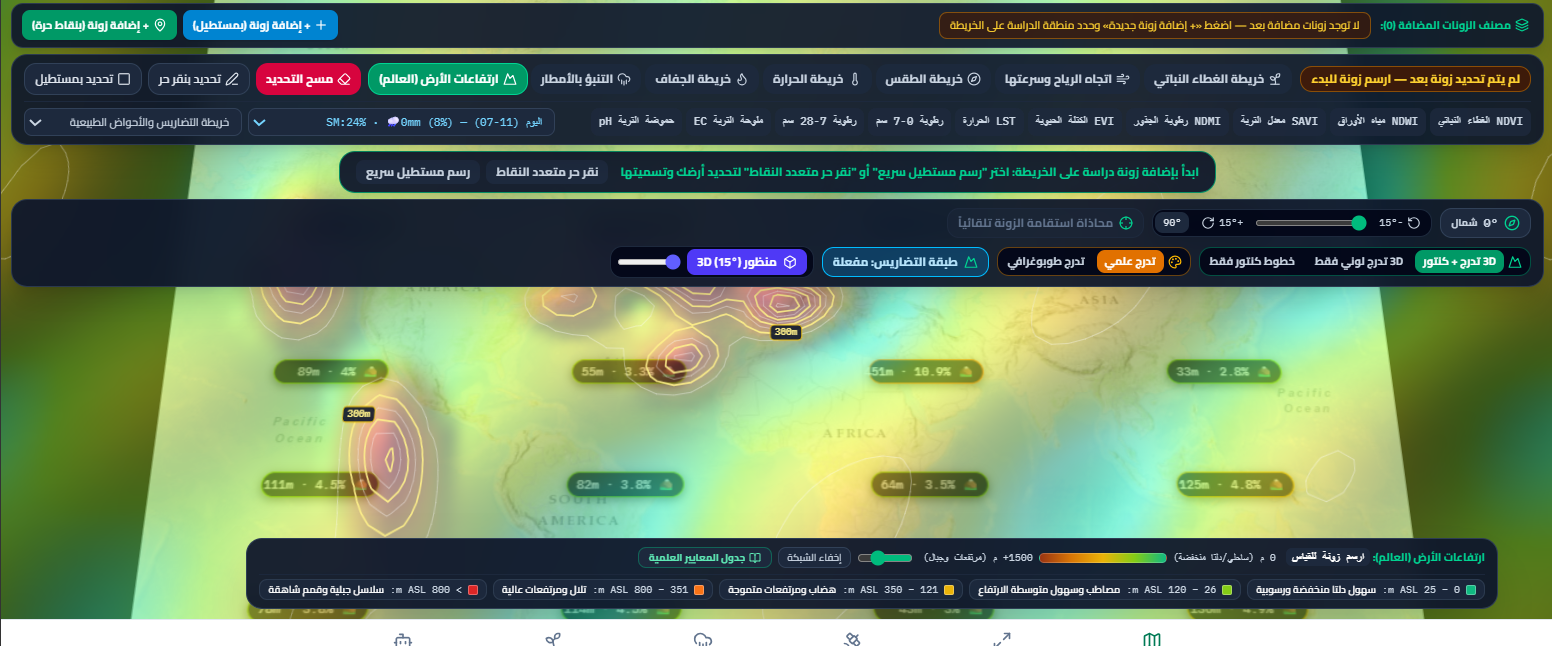 مصنف الزونات المضافة (0): لا توجد زونات مضافة بعد — اضغط «+ إضافة زونة جديدة» وحدد منطقة الدراسة على الخريطة + إضافة زونة (بمستطيل) + إضافة زونة (بنقاط حرة)
لم يتم تحديد زونة بعد — ارسم زونة للبدء خريطة الغطاء النباتي اتجاه الرياح وسرعتها خريطة الطقس خريطة الحرارة خريطة الجفاف التنبؤ بالأمطار ارتفاعات الأرض (العالم) مسح التحديد تحديد بنقر حر تحديد بمستطيل
NDVI الغطاء النباتي NDWI مياه الأوراق SAVI معدل التربة NDMI رطوبة الجذور EVI الكتلة الحيوية LST الحرارة رطوبة 0-7 سم رطوبة 7-28 سم ملوحة التربة EC حموضة التربة pH اليوم (07-11) — 0mm (8%) · SM:24% خريطة التضاريس والأحواض الطبيعية
ابدأ بإضافة زونة دراسة على الخريطة: اختر "رسم مستطيل سريع" أو "نقر حر متعدد النقاط" لتحديد أرضك وتسميتها نقر حر متعدد النقاط رسم مستطيل سريع
0° شمال -15° +15° 90° محاذاة استقامة الزونة تلقائياً
3D تدرج + كنتور 3D تدرج لوني فقط خطوط كنتور فقط تدرج علمي تدرج طوبوغرافي طبقة التضاريس: مفعلة منظور 3D (15°)
AMERICA
ASIA
300m
89m · 4%
55m · 3.3%
51m · 10.9%
33m · 2.8%
Pacific
Ocean
300m
Pacific
Ocean
AFRICA
111m · 4.5%
82m · 3.8%
64m · 3.5%
125m · 4.8%
SOUTH
AMERICA
ارتفاعات الأرض (العالم): ارسم زونة للقياس 0 م (ساحلي/دلتا منخفضة) +1500 م (مرتفعات وجبال) إخفاء الشبكة جدول المعايير العلمية
0 – 25 m ASL: سهول دلتا منخفضة ورسوبية 26 – 120 m ASL: مصاطب وسهول متوسطة الارتفاع 121 – 350 m ASL: هضاب ومرتفعات متموجة 351 – 800 m ASL: تلال ومرتفعات عالية > 800 m ASL: سلاسل جبلية وقمم شاهقة